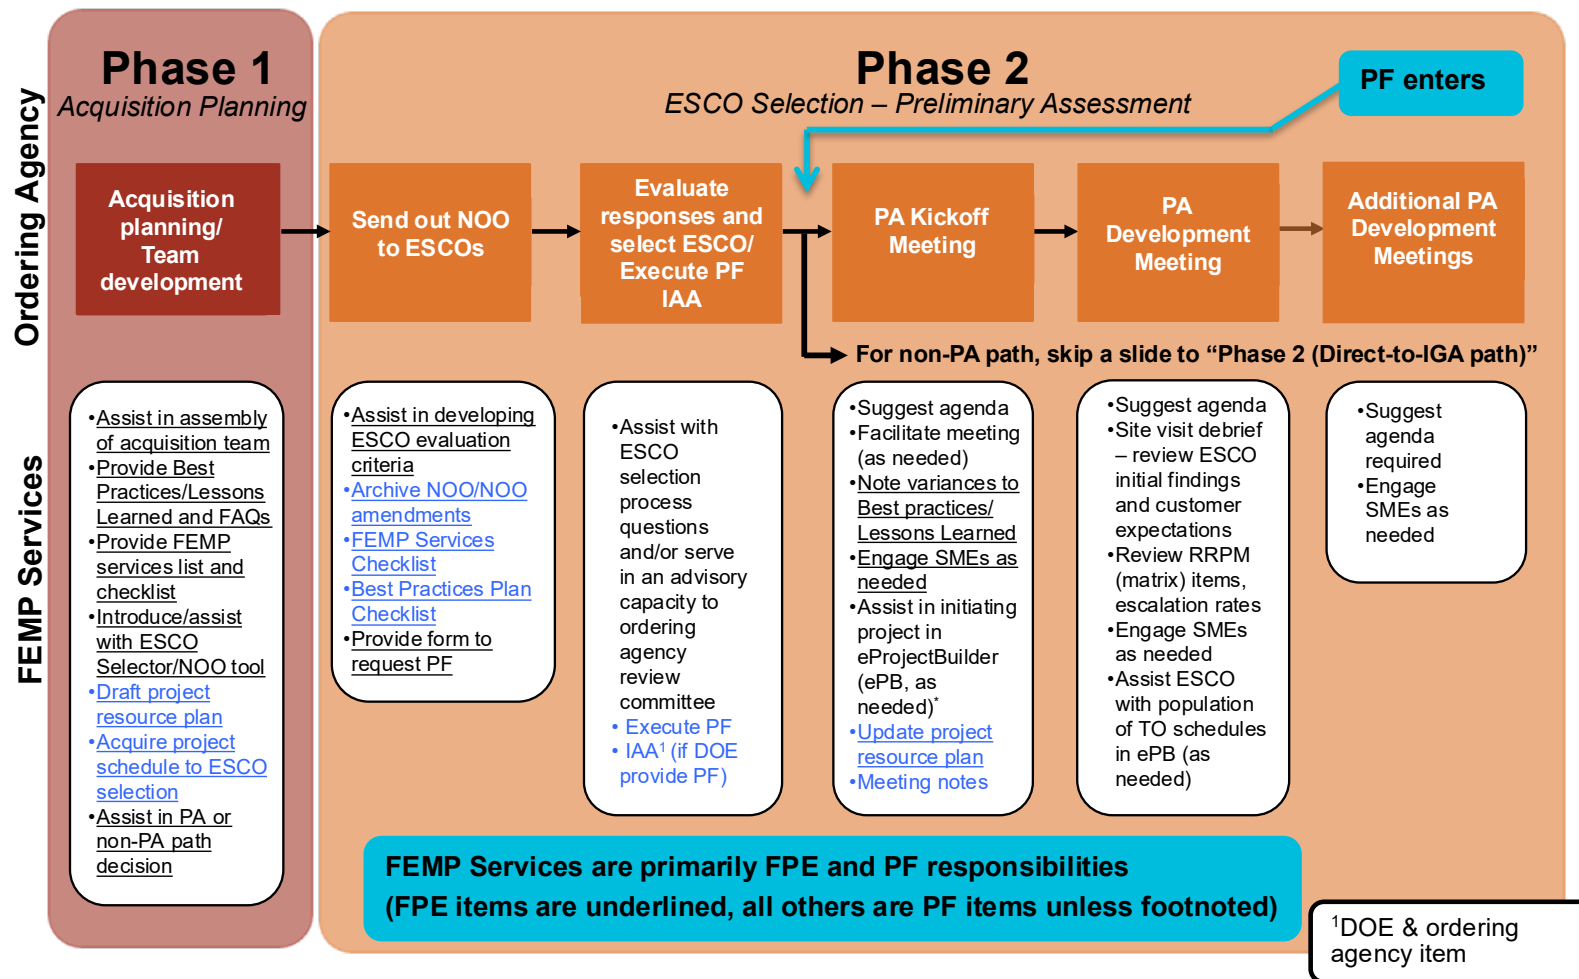 Phase 1
Acquisition Planning
Phase 2
ESCO Selection – Preliminary Assessment
PF enters
Ordering Agency
Acquisition
planning/
Team
development
Send out NOO
to ESCOs
Evaluate
responses and
select ESCO/
Execute PF
IAA
PA Kickoff
Meeting
PA
Development
Meeting
Additional PA
Development
Meetings
For non-PA path, skip a slide to “Phase 2 (Direct-to-IGA path)”
FEMP Services
•Assist in assembly
of acquisition team
•Provide Best
Practices/Lessons
Learned and FAQs
•Provide FEMP
services list and
checklist
•Introduce/assist
with ESCO
Selector/NOO tool
•Draft project
resource plan
•Acquire project
schedule to ESCO
selection
•Assist in PA or
non-PA path
decision
•Assist in developing
ESCO evaluation
criteria
•Archive NOO/NOO
amendments
•FEMP Services
Checklist
•Best Practices Plan
Checklist
•Provide form to
request PF
•Assist with
ESCO
selection
process
questions
and/or serve
in an advisory
capacity to
ordering
agency
review
committee
• Execute PF
• IAA¹ (if DOE
provide PF)
•Suggest agenda
•Facilitate meeting
(as needed)
•Note variances to
Best practices/
Lessons Learned
•Engage SMEs as
needed
•Assist in initiating
project in
eProjectBuilder
(ePB, as
needed)*
•Update project
resource plan
•Meeting notes
•Suggest agenda
•Site visit debrief
– review ESCO
initial findings
and customer
expectations
•Review RRPM
(matrix) items,
escalation rates
•Engage SMEs
as needed
•Assist ESCO
with population
of TO schedules
in ePB (as
needed)
•Suggest
agenda
required
•Engage
SMEs as
needed
FEMP Services are primarily FPE and PF responsibilities
(FPE items are underlined, all others are PF items unless footnoted)
¹DOE & ordering
agency item